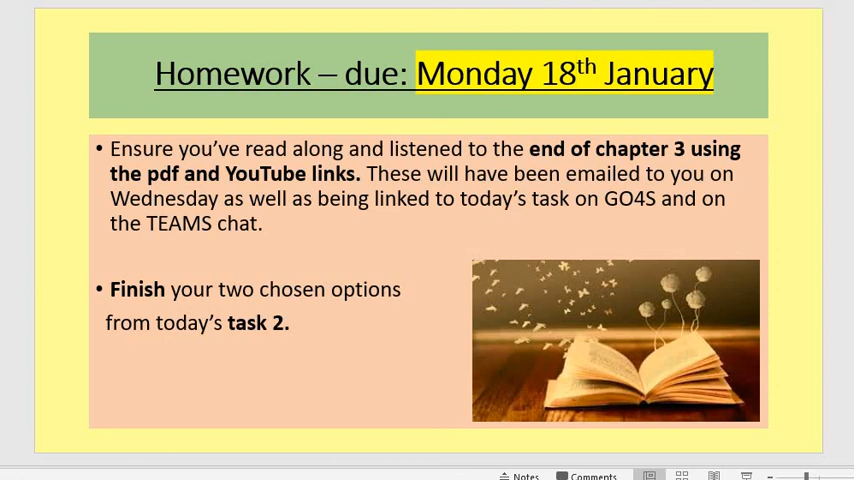 Homework – due: Monday 18th January
• Ensure you've read along and listened to the end of chapter 3 using
the pdf and YouTube links. These will have been emailed to you on
Wednesday as well as being linked to today's task on GO4S and on
the TEAMS chat.
• Finish your two chosen options
from today's task 2.
Notes Comments